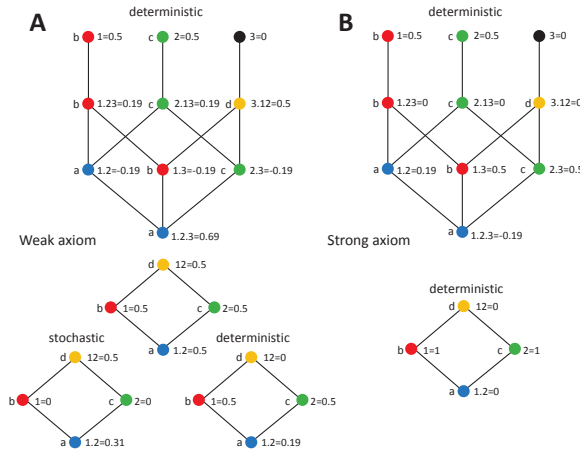 A
deterministic
b 1=0.5
c 2=0.5
3=0
b 1.23=0.19
c 2.13=0.19
d 3.12=0.5
a 1.2=-0.19
b 1.3=-0.19
c 2.3=-0.19
a 1.2.3=0.69
Weak axiom
d 12=0.5
b 1=0.5
c 2=0.5
a 1.2=0.5
stochastic
d 12=0.5
b 1=0
c 2=0
a 1.2=0.31
deterministic
d 12=0
b 1=0.5
c 2=0.5
a 1.2=0.19
B
deterministic
b 1=0.5
c 2=0.5
3=0
b 1.23=0
c 2.13=0
d 3.12=0
a 1.2=0.19
b 1.3=0.5
c 2.3=0.5
a 1.2.3=-0.19
Strong axiom
deterministic
d 12=0
b 1=1
c 2=1
a 1.2=0